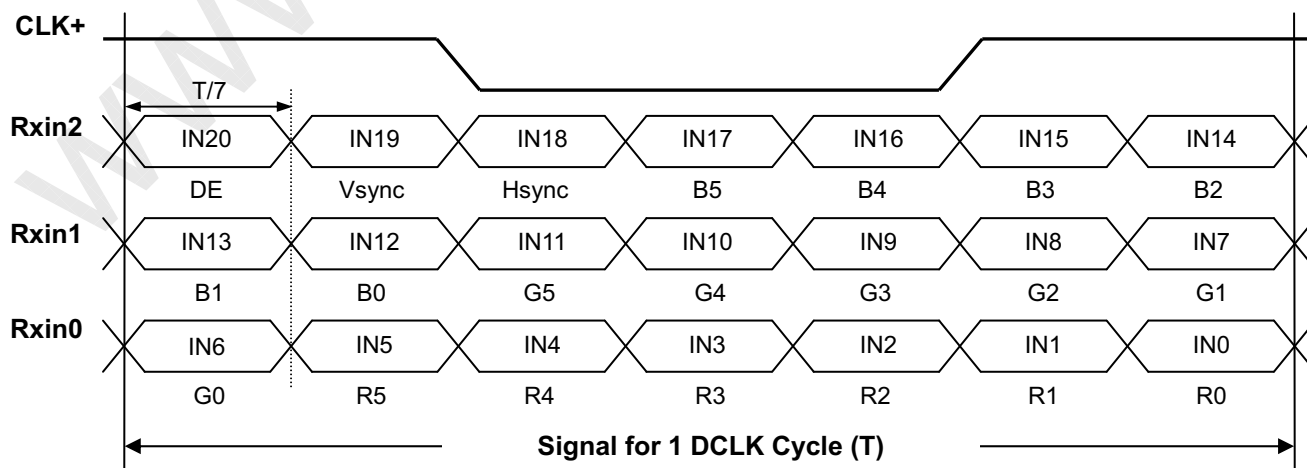 CLK+
T/7
Rxin2 IN20 IN19 IN18 IN17 IN16 IN15 IN14
DE Vsync Hsync B5 B4 B3 B2
Rxin1 IN13 IN12 IN11 IN10 IN9 IN8 IN7
B1 B0 G5 G4 G3 G2 G1
Rxin0 IN6 IN5 IN4 IN3 IN2 IN1 IN0
G0 R5 R4 R3 R2 R1 R0
Signal for 1 DCLK Cycle (T)